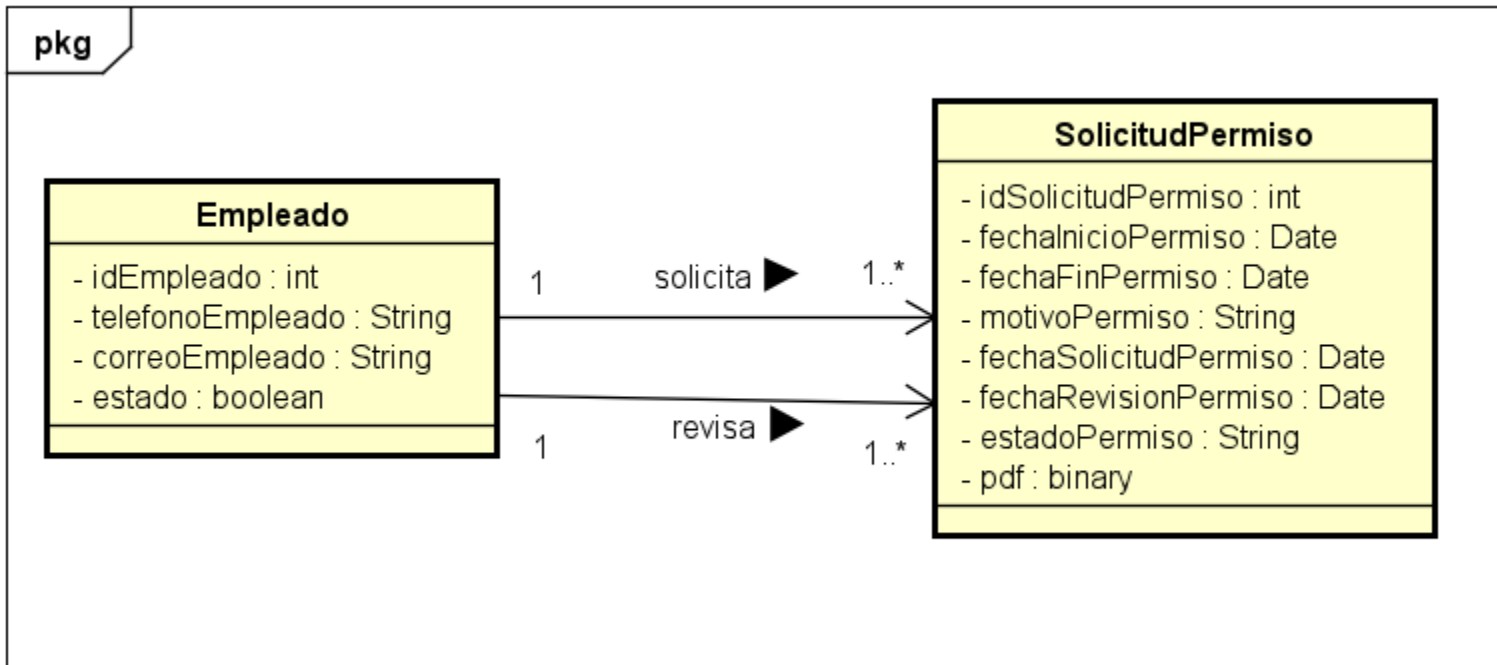 pkg
Empleado
- idEmpleado : int
- telefonoEmpleado : String
- correoEmpleado : String
- estado : boolean
1 solicita 1..*
1 revisa 1..*
SolicitudPermiso
- idSolicitudPermiso : int
- fechaInicioPermiso : Date
- fechaFinPermiso : Date
- motivoPermiso : String
- fechaSolicitudPermiso : Date
- fechaRevisionPermiso : Date
- estadoPermiso : String
- pdf : binary